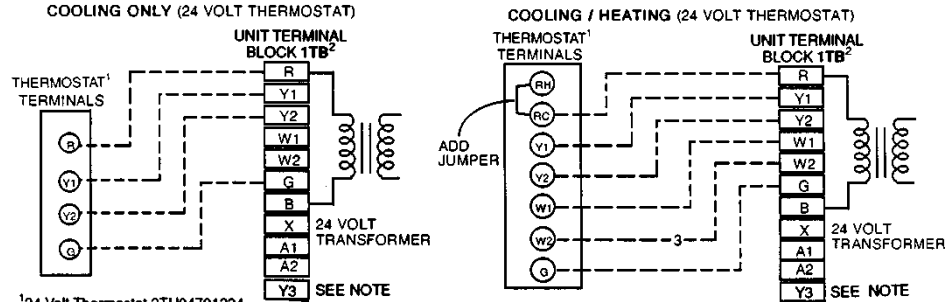 COOLING ONLY (24 VOLT THERMOSTAT)
UNIT TERMINAL
BLOCK 1TB2
THERMOSTAT1
TERMINALS
R
Y1
Y2
G
R
Y1
Y2
W1
W2
G
B
X
A1
A2
Y3
24 VOLT
TRANSFORMER
SEE NOTE
COOLING / HEATING (24 VOLT THERMOSTAT)
THERMOSTAT1
TERMINALS
UNIT TERMINAL
BLOCK 1TB2
ADD
JUMPER
RH
RC
Y1
Y2
W1
W2
G
3
R
Y1
Y2
W1
W2
G
B
X
A1
A2
Y3
24 VOLT
TRANSFORMER
SEE NOTE